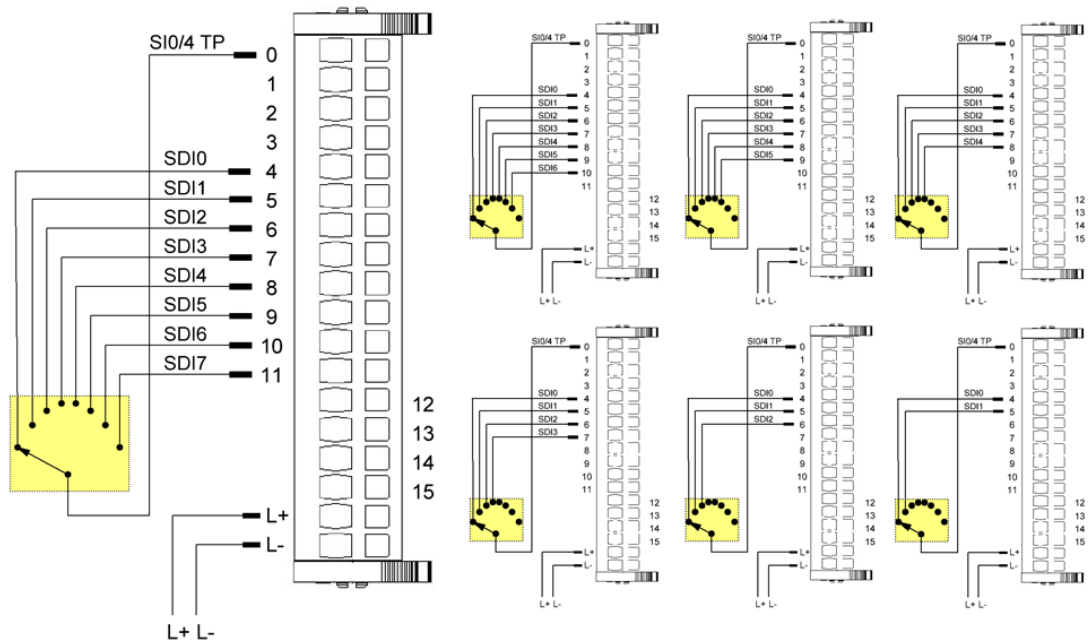 SI0/4 TP 0
1
2
3
SDI0 4
SDI1 5
SDI2 6
SDI3 7
SDI4 8
SDI5 9
SDI6 10
SDI7 11
12
13
14
15
L+
L-
L+ L-
SI0/4 TP 0
1
2
3
SDI0 4
SDI1 5
SDI2 6
SDI3 7
SDI4 8
SDI5 9
SDI6 10
11
12
13
14
15
L+
L-
L+ L-
SI0/4 TP 0
1
2
3
SDI0 4
SDI1 5
SDI2 6
SDI3 7
SDI4 8
SDI5 9
10
11
12
13
14
15
L+
L-
L+ L-
SI0/4 TP 0
1
2
3
SDI0 4
SDI1 5
SDI2 6
SDI3 7
SDI4 8
9
10
11
12
13
14
15
L+
L-
L+ L-
SI0/4 TP 0
1
2
3
SDI0 4
SDI1 5
SDI2 6
SDI3 7
8
9
10
11
12
13
14
15
L+
L-
L+ L-
SI0/4 TP 0
1
2
3
SDI0 4
SDI1 5
SDI2 6
7
8
9
10
11
12
13
14
15
L+
L-
L+ L-
SI0/4 TP 0
1
2
3
SDI0 4
SDI1 5
6
7
8
9
10
11
12
13
14
15
L+
L-
L+ L-